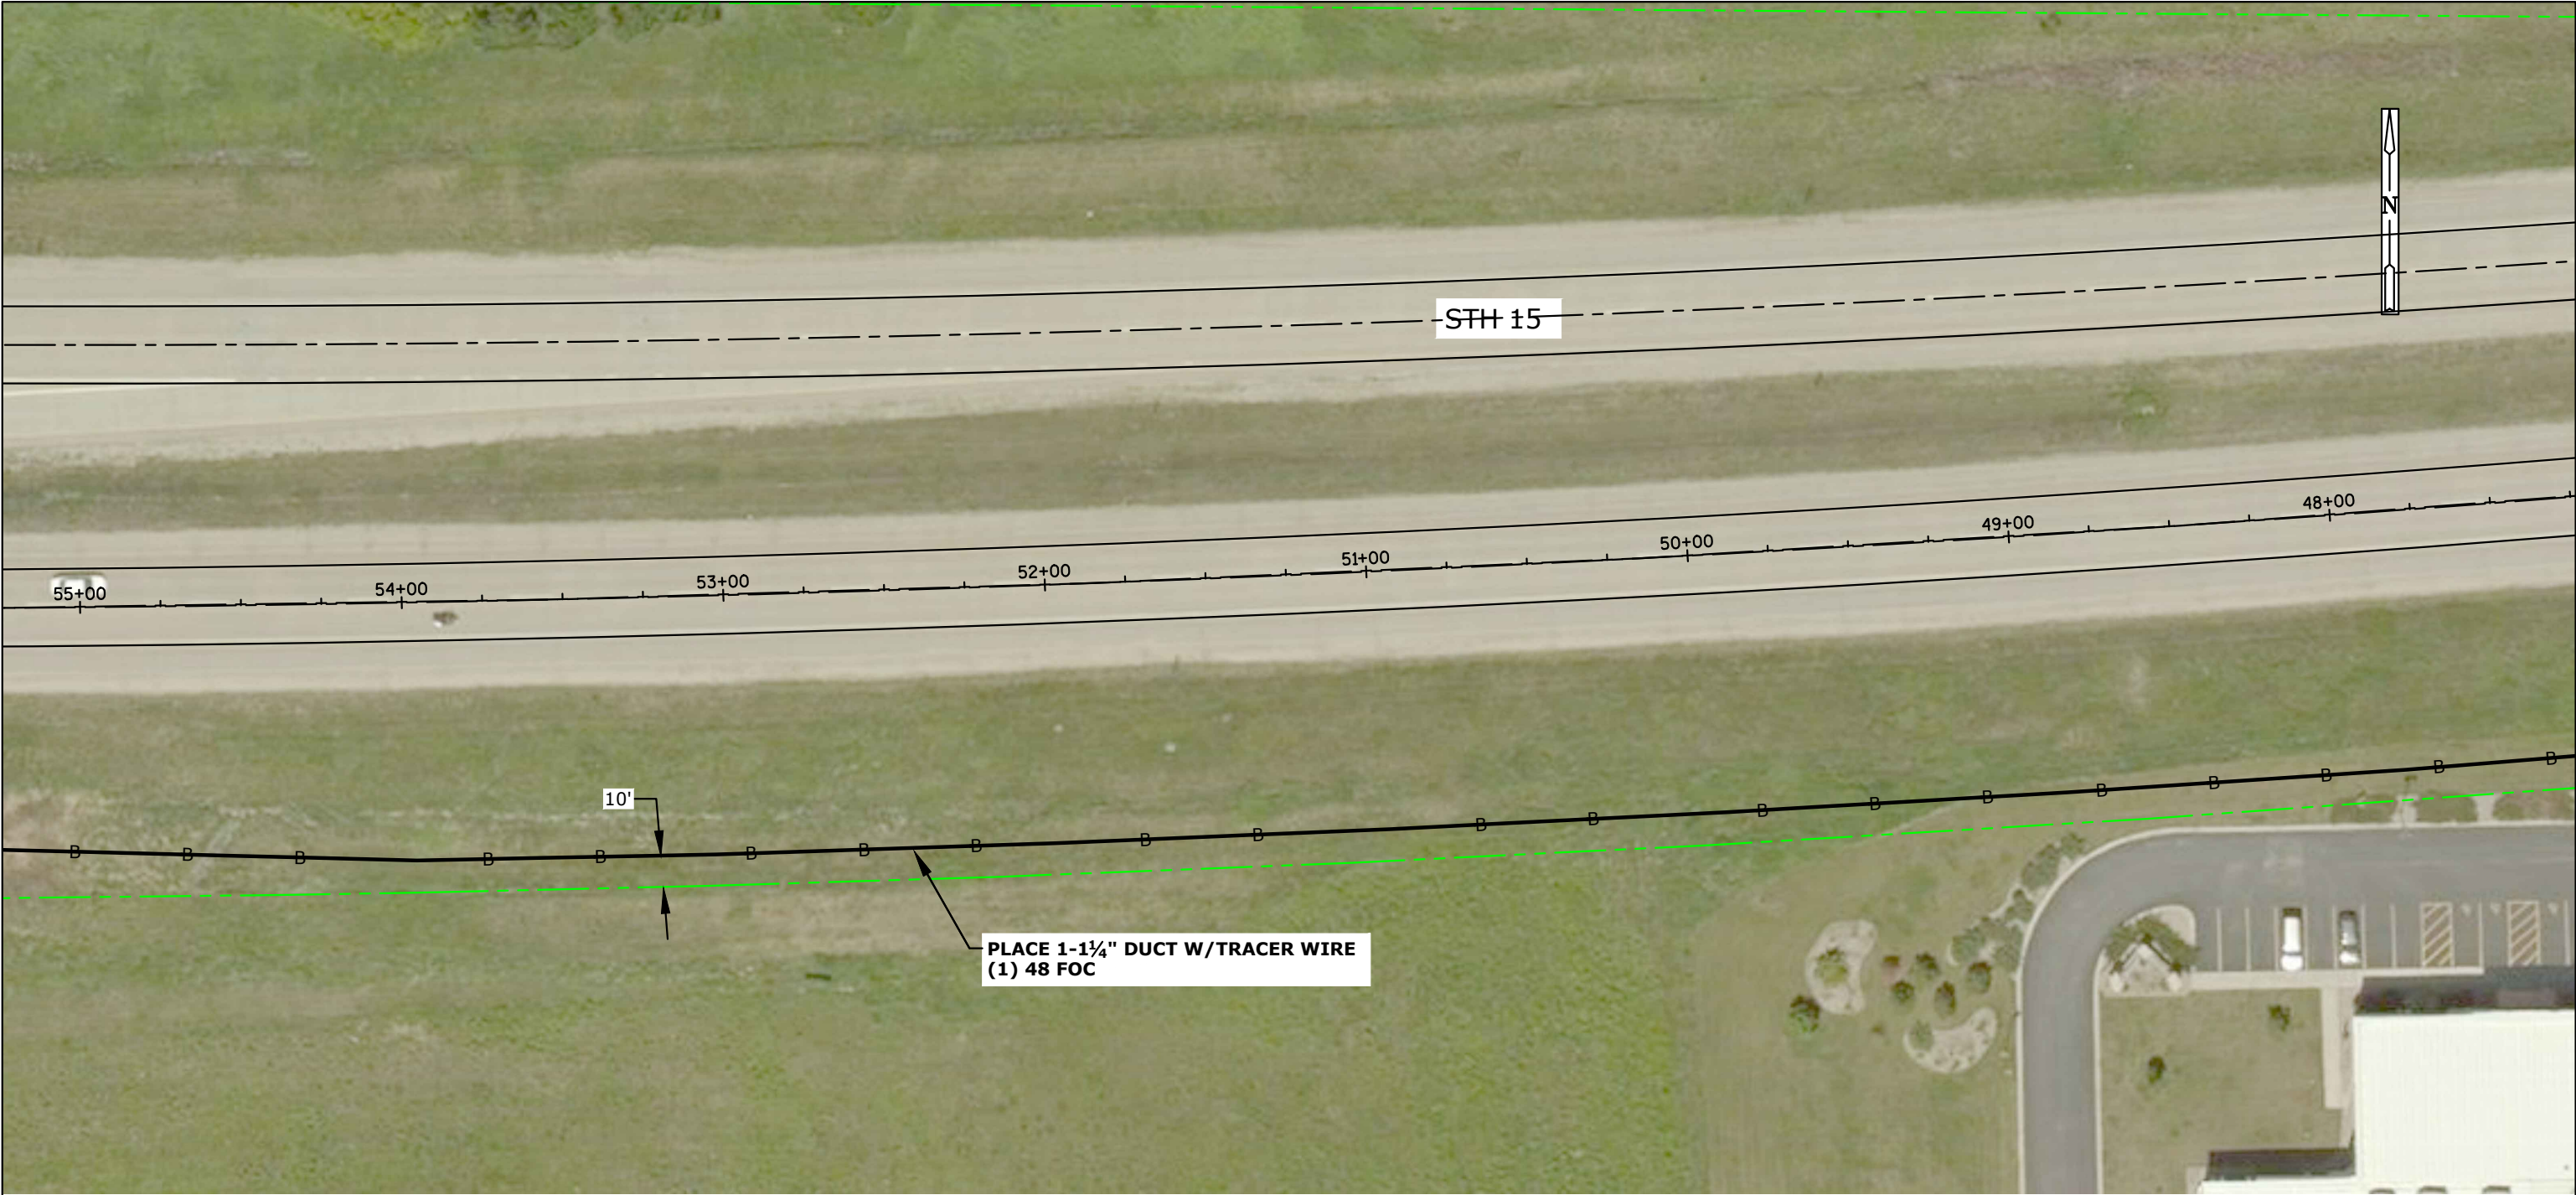 N
STH 15
48+00
49+00
50+00
51+00
52+00
53+00
54+00
55+00
B B B B B B B B B B B B B B B B B B B B
10'
PLACE 1-1¼" DUCT W/TRACER WIRE
(1) 48 FOC